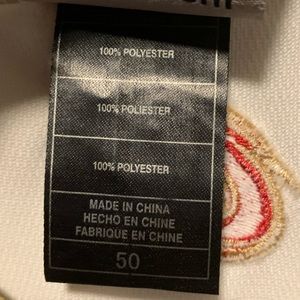 100% POLYESTER
100% POLIESTER
100% POLYESTER
MADE IN CHINA
HECHO EN CHINE
FABRIQUE EN CHINE
50